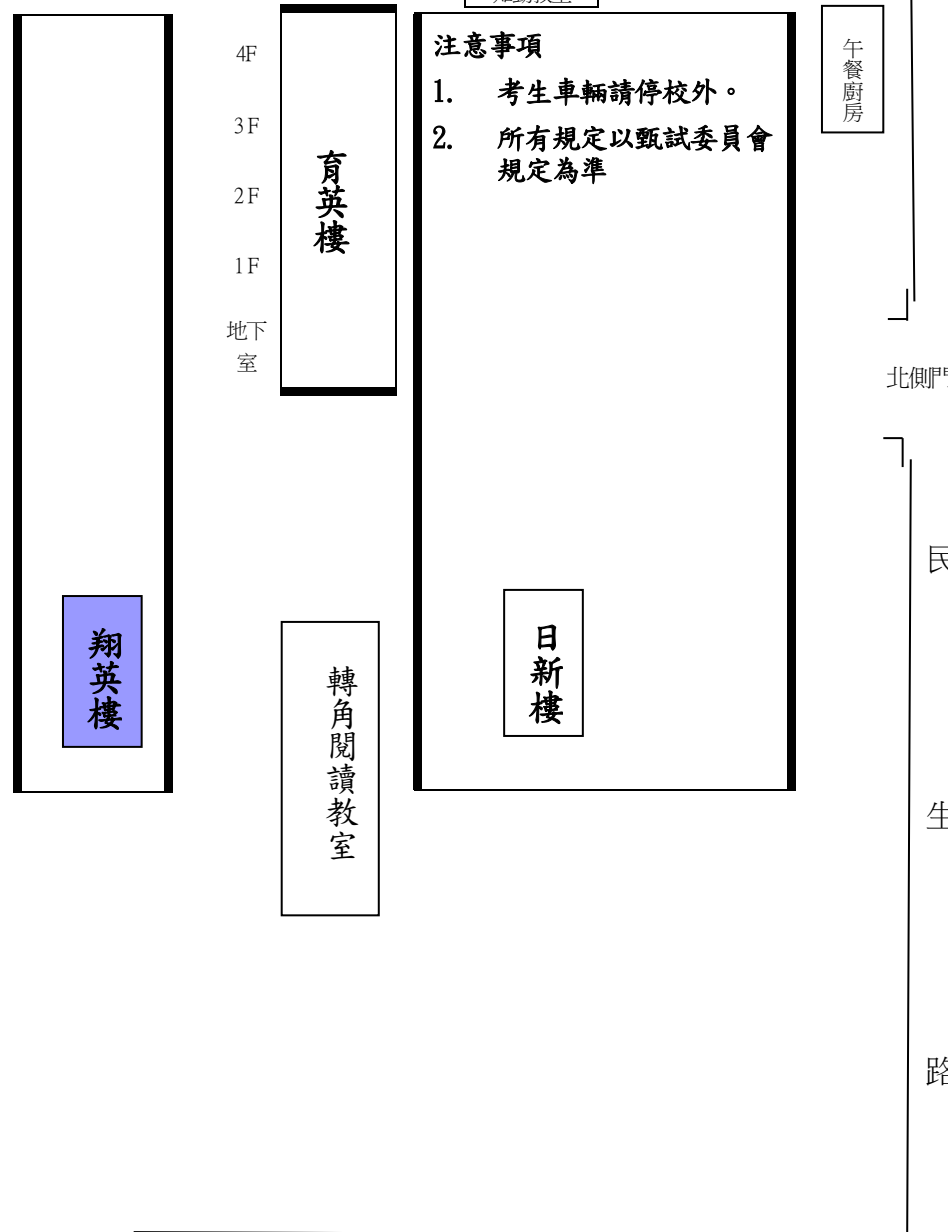 4F
3F
2F
1F
地下
室
育英樓
注意事項
1. 考生車輛請停校外。
2. 所有規定以甄試委員會
規定為準
午餐廚房
北側門
翔英樓
轉角閱讀教室
日新樓
民
生
路